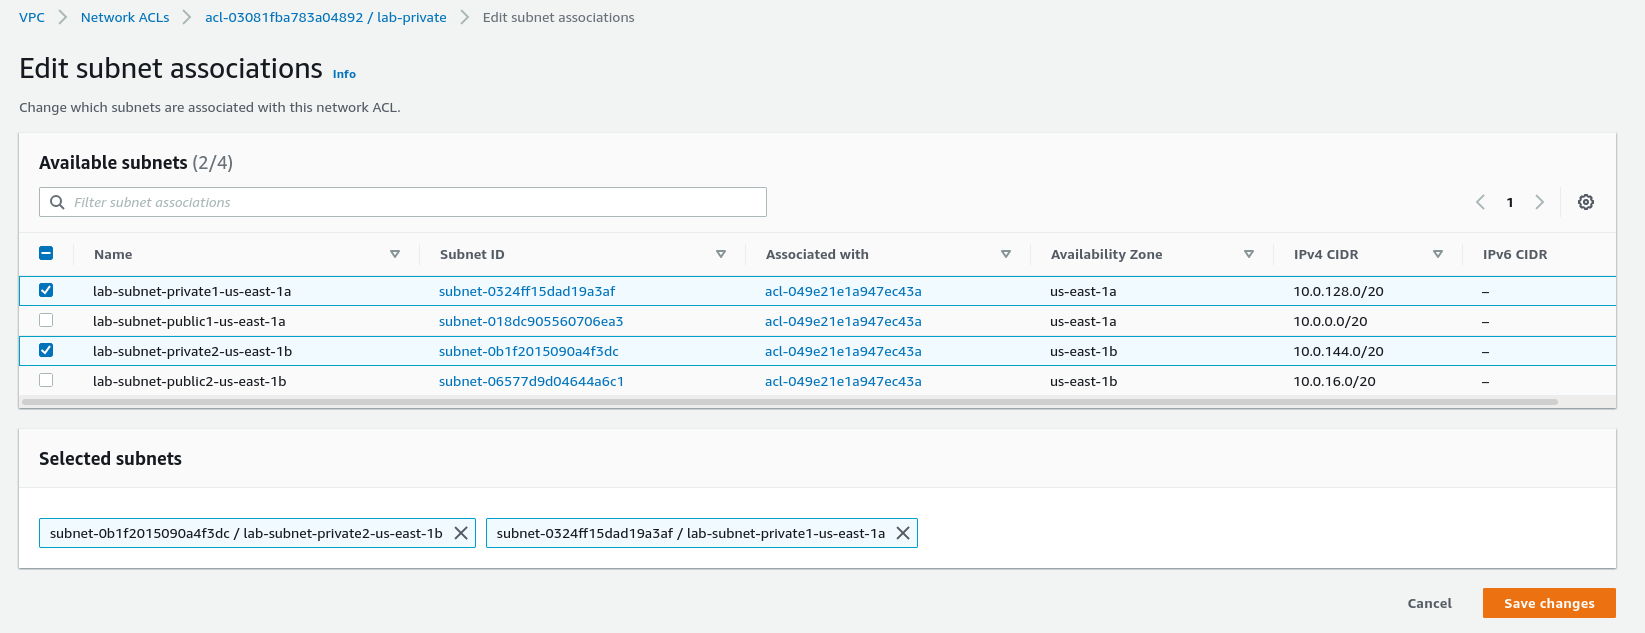 VPC > Network ACLs > acl-03081fba783a04892 / lab-private > Edit subnet associations
Edit subnet associations Info
Change which subnets are associated with this network ACL.
Available subnets (2/4)
Filter subnet associations
1
Name Subnet ID Associated with Availability Zone IPv4 CIDR IPv6 CIDR
lab-subnet-private1-us-east-1a subnet-0324ff15dad19a3af acl-049e21e1a947ec43a us-east-1a 10.0.128.0/20 –
lab-subnet-public1-us-east-1a subnet-018dc905560706ea3 acl-049e21e1a947ec43a us-east-1a 10.0.0.0/20 –
lab-subnet-private2-us-east-1b subnet-0b1f2015090a4f3dc acl-049e21e1a947ec43a us-east-1b 10.0.144.0/20 –
lab-subnet-public2-us-east-1b subnet-06577d9d04644a6c1 acl-049e21e1a947ec43a us-east-1b 10.0.16.0/20 –
Selected subnets
subnet-0b1f2015090a4f3dc / lab-subnet-private2-us-east-1b subnet-0324ff15dad19a3af / lab-subnet-private1-us-east-1a
Cancel Save changes